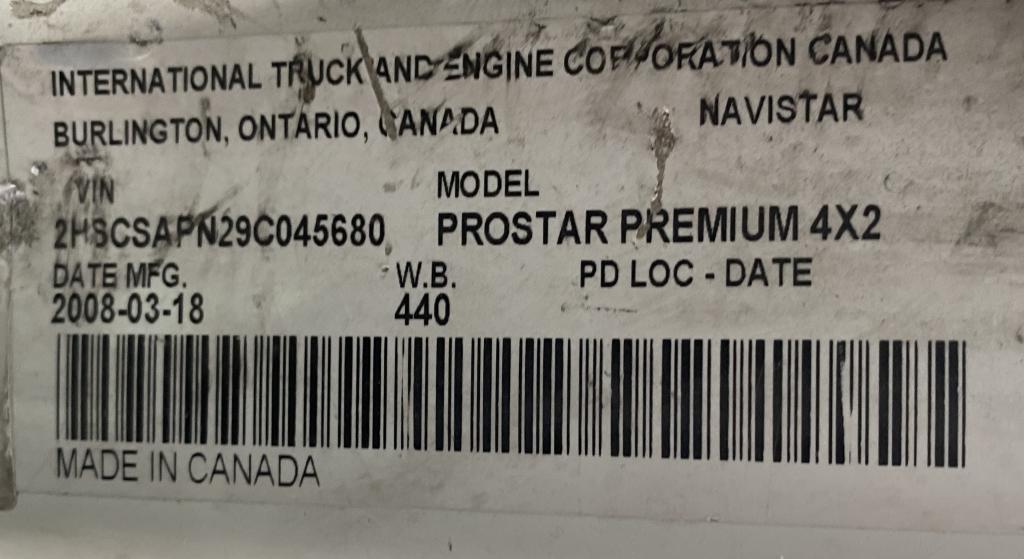 INTERNATIONAL TRUCK AND ENGINE CORPORATION CANADA
BURLINGTON, ONTARIO, CANADA NAVISTAR
VIN MODEL
2HSCSAPN29C045680 PROSTAR PREMIUM 4X2
DATE MFG. W.B. PD LOC - DATE
2008-03-18 440
MADE IN CANADA